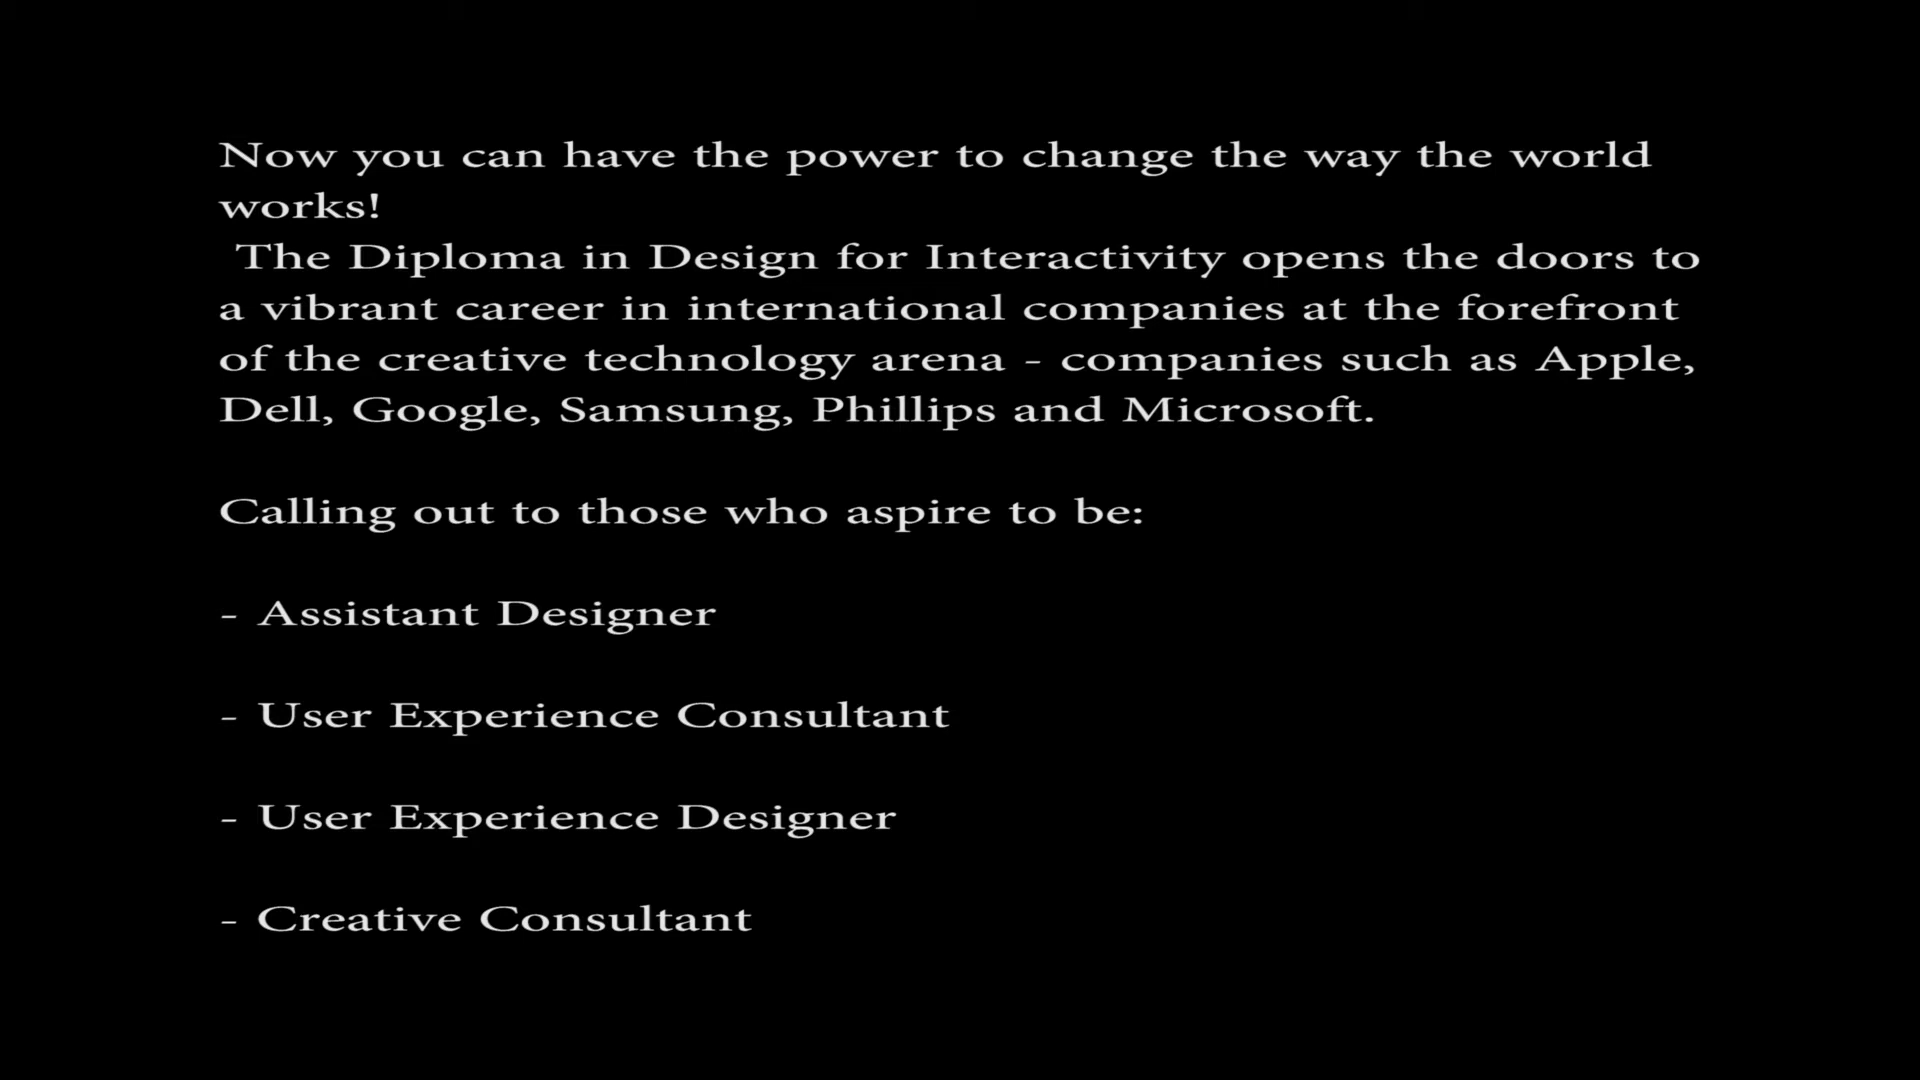 Now you can have the power to change the way the world
works!
The Diploma in Design for Interactivity opens the doors to
a vibrant career in international companies at the forefront
of the creative technology arena - companies such as Apple,
Dell, Google, Samsung, Phillips and Microsoft.
Calling out to those who aspire to be:
- Assistant Designer
- User Experience Consultant
- User Experience Designer
- Creative Consultant